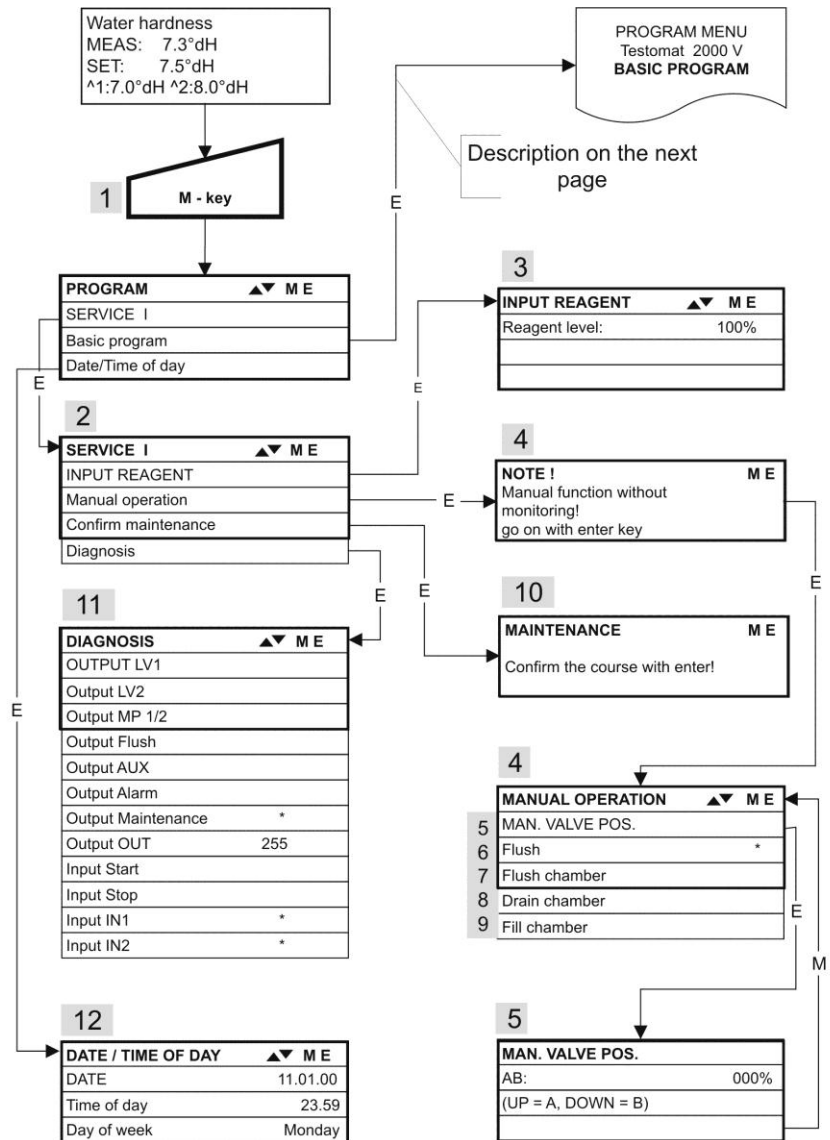 Water hardness
MEAS: 7.3°dH
SET: 7.5°dH
^1:7.0°dH ^2:8.0°dH
PROGRAM MENU
Testomat 2000 V
BASIC PROGRAM
Description on the next
page
1
M - key
E
PROGRAM ▲▼ M E
SERVICE I
Basic program
Date/Time of day
E
3
INPUT REAGENT ▲▼ M E
Reagent level: 100%
E
2
SERVICE I ▲▼ M E
INPUT REAGENT
Manual operation
Confirm maintenance
Diagnosis
E
4
NOTE ! M E
Manual function without
monitoring!
go on with enter key
E
E
E
E
11
DIAGNOSIS ▲▼ M E
OUTPUT LV1
Output LV2
Output MP 1/2
Output Flush
Output AUX
Output Alarm
Output Maintenance *
Output OUT 255
Input Start
Input Stop
Input IN1 *
Input IN2 *
10
MAINTENANCE M E
Confirm the course with enter!
4
MANUAL OPERATION ▲▼ M E
5 MAN. VALVE POS.
6 Flush *
7 Flush chamber
8 Drain chamber
9 Fill chamber
E
M
12
DATE / TIME OF DAY ▲▼ M E
DATE 11.01.00
Time of day 23.59
Day of week Monday
5
MAN. VALVE POS.
AB: 000%
(UP = A, DOWN = B)